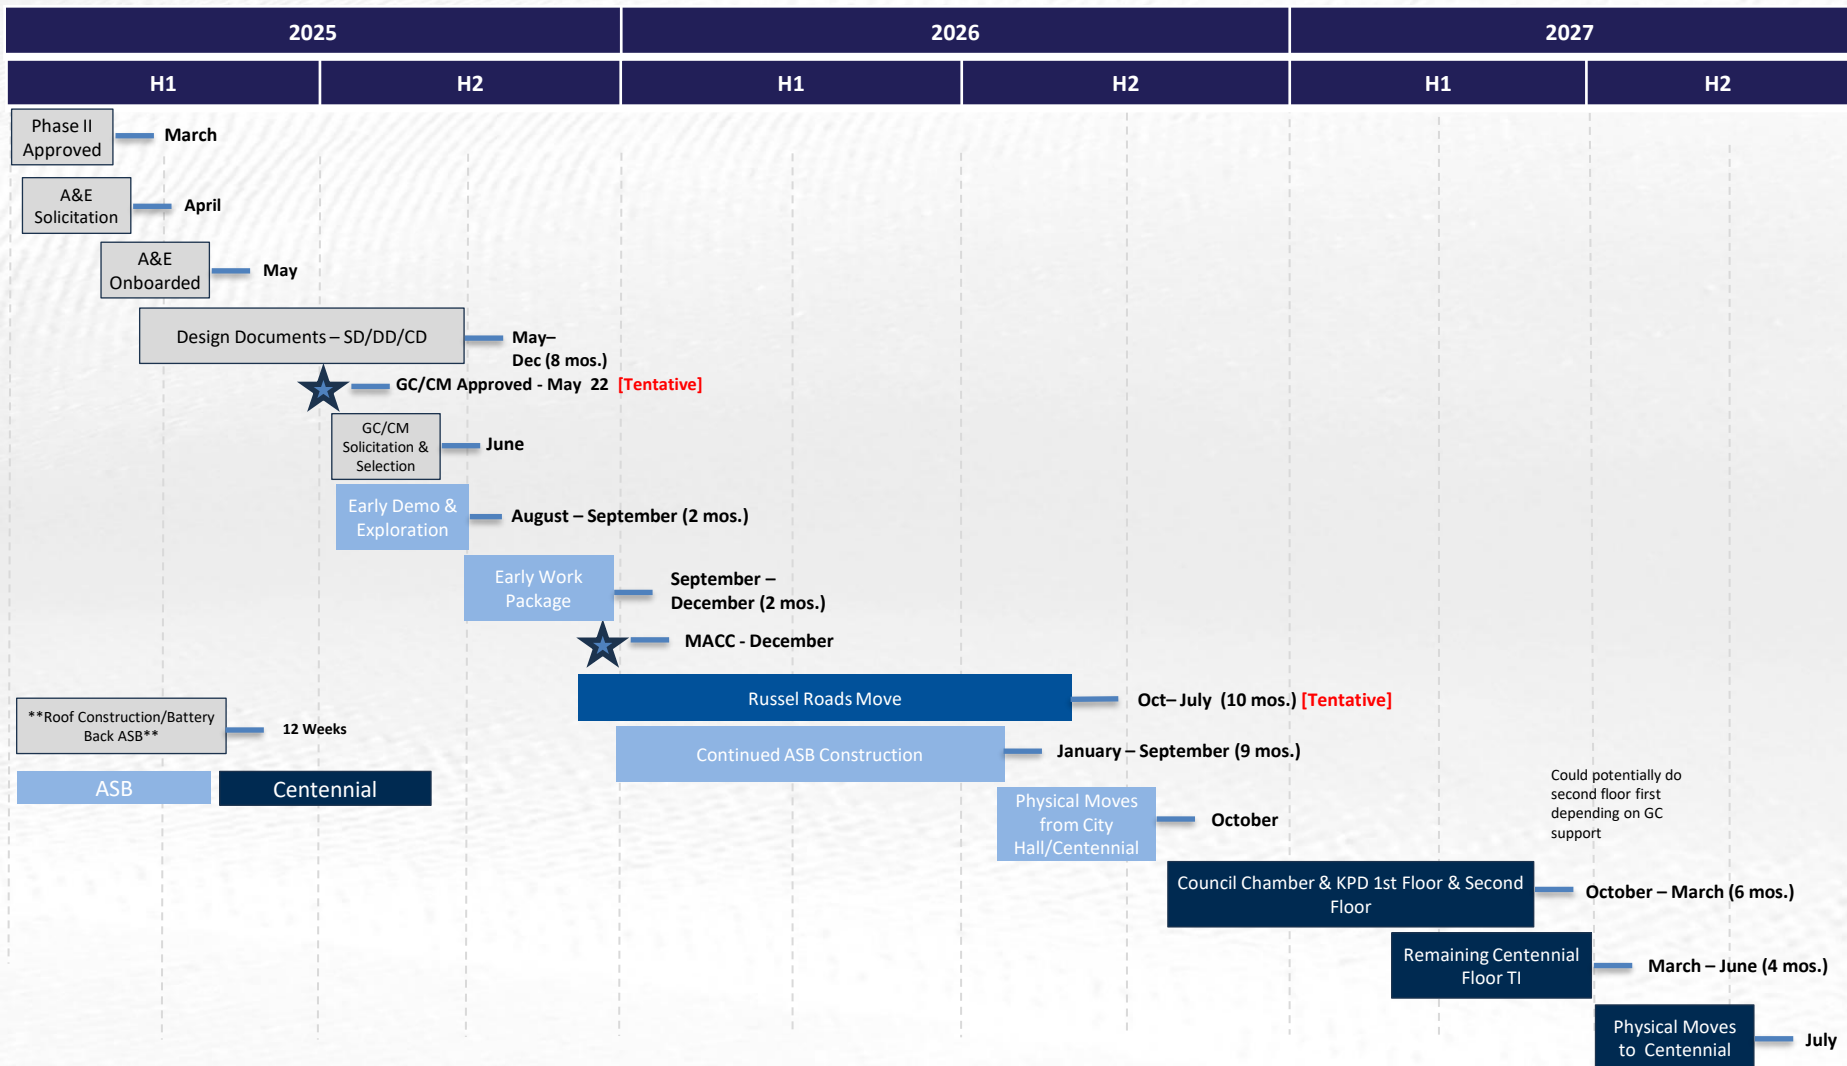 2025
2026
2027
H1
H2
H1
H2
H1
H2
Phase II
Approved
March
A&E
Solicitation
April
A&E
Onboarded
May
Design Documents – SD/DD/CD
May–
Dec (8 mos.)
GC/CM Approved - May 22 [Tentative]
GC/CM
Solicitation &
Selection
June
Early Demo &
Exploration
August – September (2 mos.)
Early Work
Package
September –
December (2 mos.)
MACC - December
Russel Roads Move
Oct– July (10 mos.) [Tentative]
**Roof Construction/Battery
Back ASB**
12 Weeks
Continued ASB Construction
January – September (9 mos.)
ASB
Centennial
Physical Moves
from City
Hall/Centennial
October
Could potentially do
second floor first
depending on GC
support
Council Chamber & KPD 1st Floor & Second
Floor
October – March (6 mos.)
Remaining Centennial
Floor TI
March – June (4 mos.)
Physical Moves
to Centennial
July